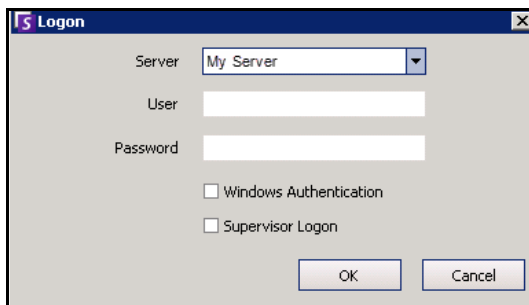 S Logon
Server My Server
User
Password
Windows Authentication
Supervisor Logon
OK Cancel